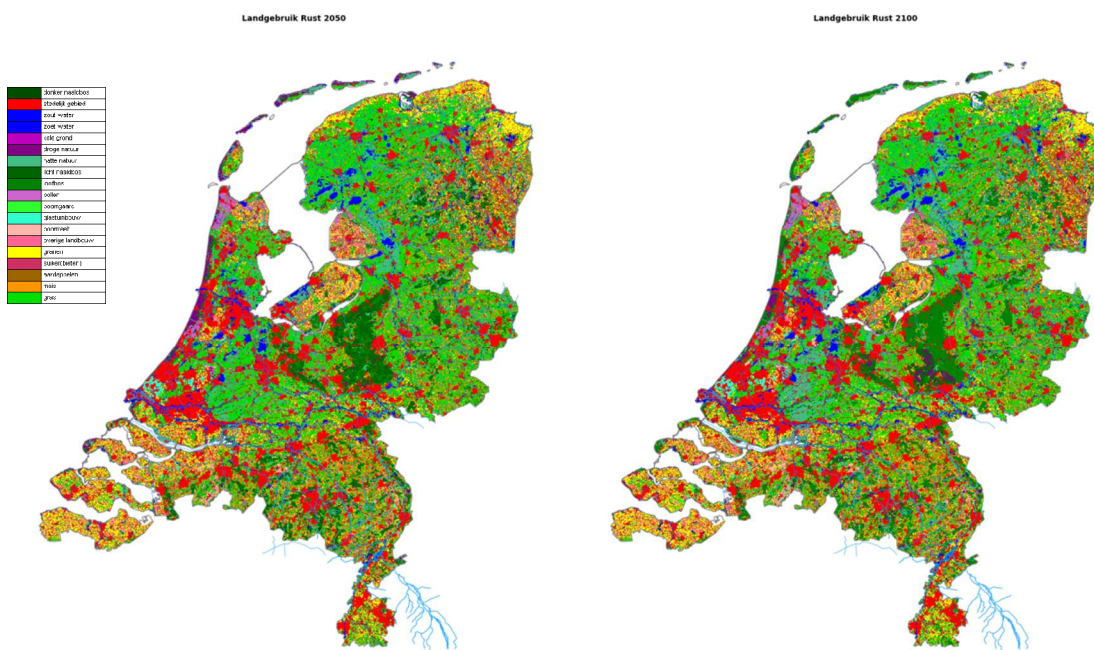 Landgebruik Rust 2050
Landgebruik Rust 2100
donker naaldbos
stedelijk gebied
zout water
zoet water
kale grond
droge natuur
natte natuur
licht naaldbos
loofbos
bollen
boomgaard
glastuinbouw
boomteelt
overige landbouw
granen
suikerbieten
aardappelen
mais
gras